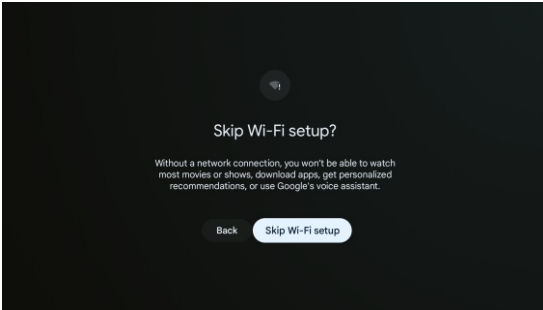 Skip Wi-Fi setup?
Without a network connection, you won't be able to watch
most movies or shows, download apps, get personalized
recommendations, or use Google's voice assistant.
Back
Skip Wi-Fi setup